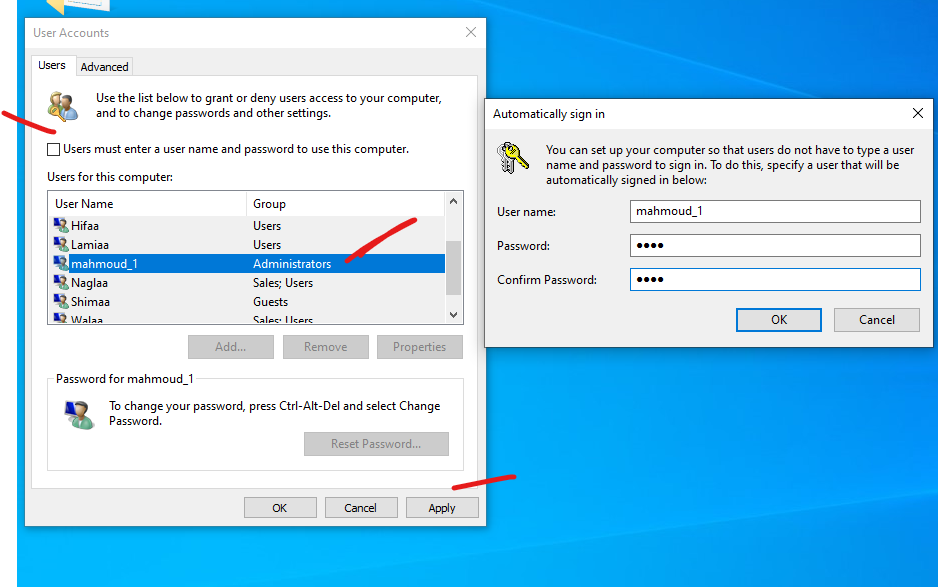 User Accounts
Users
Advanced
Use the list below to grant or deny users access to your computer,
and to change passwords and other settings.
Users must enter a user name and password to use this computer.
Users for this computer:
User Name Group
Hifaa Users
Lamiaa Users
mahmoud_1 Administrators
Naglaa Sales; Users
Shimaa Guests
Walaa Sales; Users
Add...
Remove
Properties
Password for mahmoud_1
To change your password, press Ctrl-Alt-Del and select Change
Password.
Reset Password...
OK
Cancel
Apply
Automatically sign in
You can set up your computer so that users do not have to type a user
name and password to sign in. To do this, specify a user that will be
automatically signed in below:
User name: mahmoud_1
Password: ●●●●
Confirm Password: ●●●●
OK
Cancel